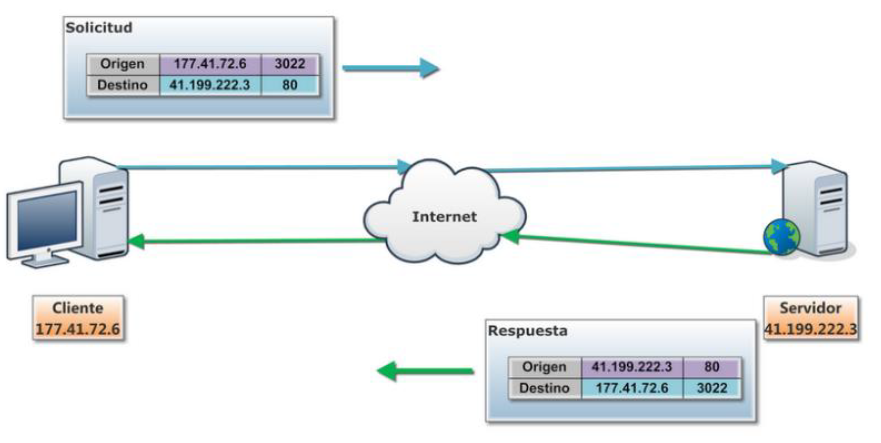 Solicitud
Origen 177.41.72.6 3022
Destino 41.199.222.3 80
Internet
Cliente
177.41.72.6
Servidor
41.199.222.3
Respuesta
Origen 41.199.222.3 80
Destino 177.41.72.6 3022